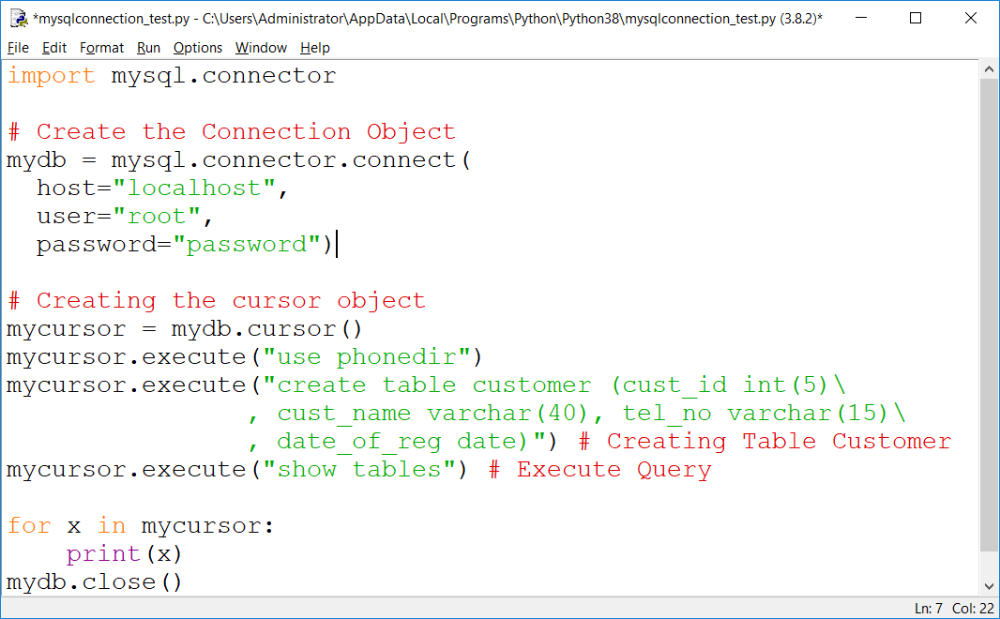 *mysqlconnection_test.py - C:\Users\Administrator\AppData\Local\Programs\Python\Python38\mysqlconnection_test.py (3.8.2)*
File Edit Format Run Options Window Help
import mysql.connector

# Create the Connection Object
mydb = mysql.connector.connect(
  host="localhost",
  user="root",
  password="password")

# Creating the cursor object
mycursor = mydb.cursor()
mycursor.execute("use phonedir")
mycursor.execute("create table customer (cust_id int(5)\
                , cust_name varchar(40), tel_no varchar(15)\
                , date_of_reg date)") # Creating Table Customer
mycursor.execute("show tables") # Execute Query

for x in mycursor:
    print(x)
mydb.close()
Ln: 7 Col: 22